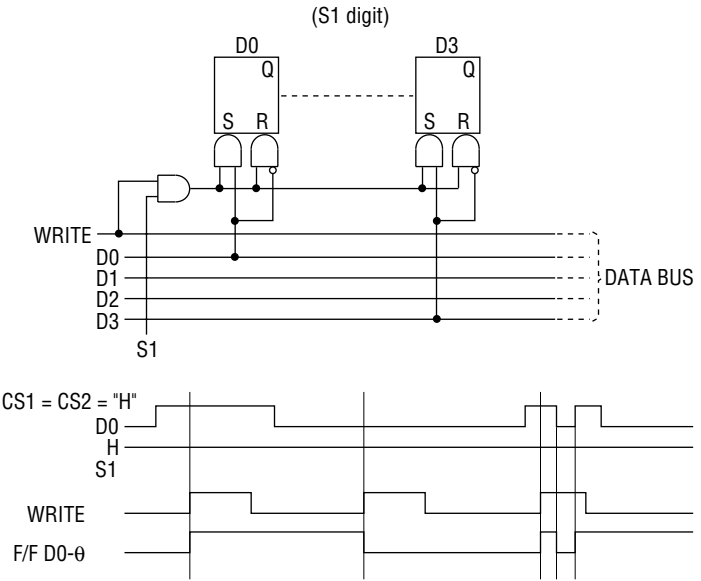 (S1 digit)
D0 D3
Q Q
S R S R
WRITE
D0
D1
D2
D3
DATA BUS
S1
CS1 = CS2 = "H"
D0
H
S1
WRITE
F/F D0-θ